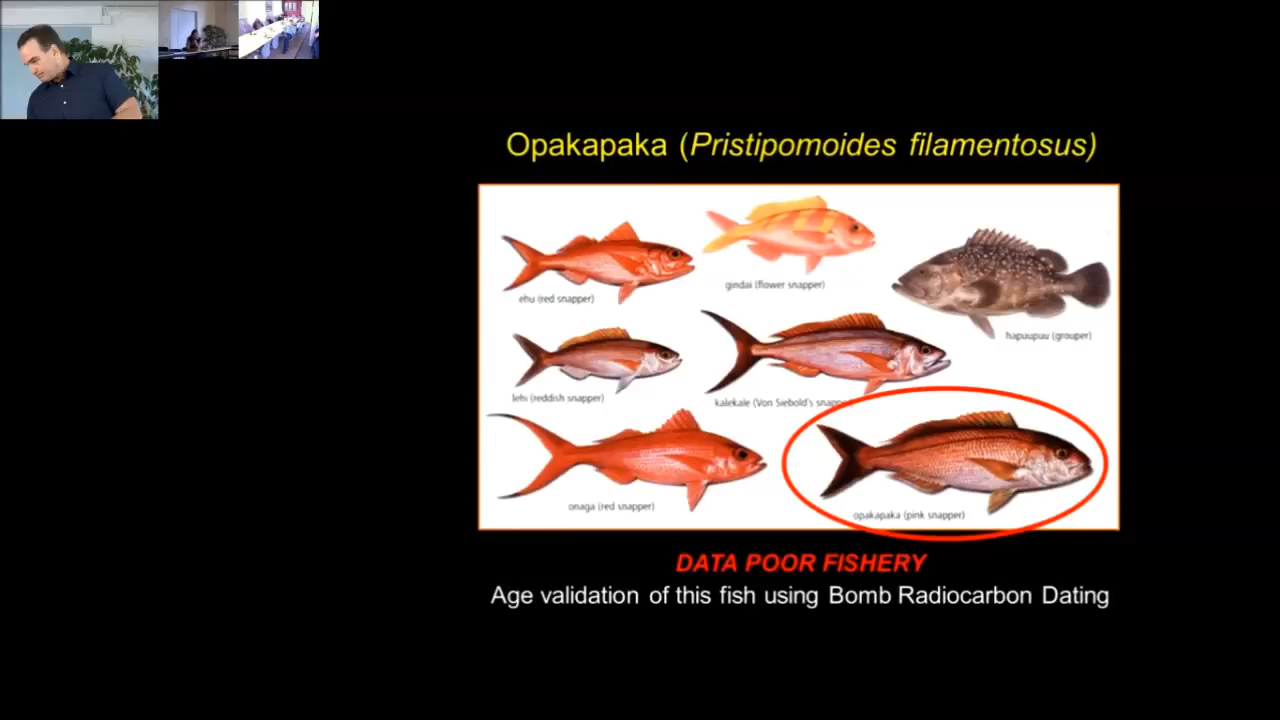 Opakapaka (Pristipomoides filamentosus)
ehu (red snapper)
gindai (flower snapper)
hapuupuu (grouper)
lehi (reddish snapper)
kalekale (Von Siebold's snapper
onaga (red snapper)
opakapaka (pink snapper)
DATA POOR FISHERY
Age validation of this fish using Bomb Radiocarbon Dating